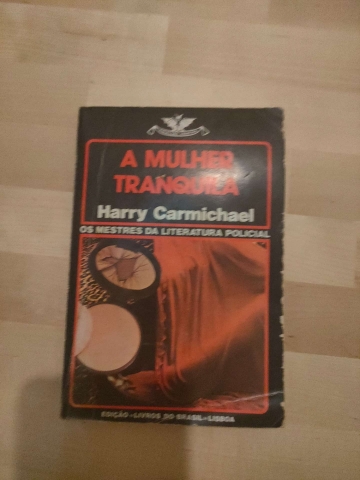 A MULHER
TRANQUILA
Harry Carmichael
OS MESTRES DA LITERATURA POLICIAL
EDIÇÃO - LIVROS DO BRASIL - LISBOA